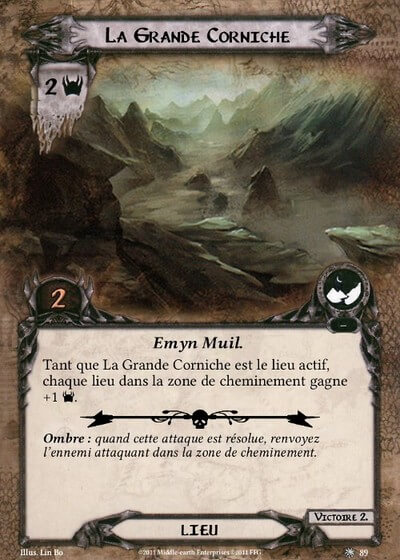 La Grande Corniche
2
2
–
Emyn Muil.
Tant que La Grande Corniche est le lieu actif,
chaque lieu dans la zone de cheminement gagne
+1 .
Ombre : quand cette attaque est résolue, renvoyez
l'ennemi attaquant dans la zone de cheminement.
Victoire 2.
LIEU
Illus. Lin Bo
©2011 Middle-earth Enterprises ©2011 FFG
89